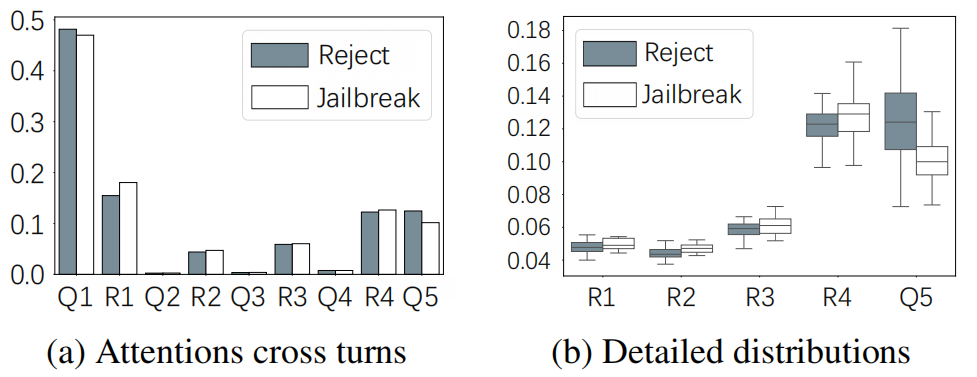 0.5
0.4
0.3
0.2
0.1
0.0
Reject
Jailbreak
Q1 R1 Q2 R2 Q3 R3 Q4 R4 Q5
(a) Attentions cross turns
0.18
0.16
0.14
0.12
0.10
0.08
0.06
0.04
Reject
Jailbreak
R1 R2 R3 R4 Q5
(b) Detailed distributions